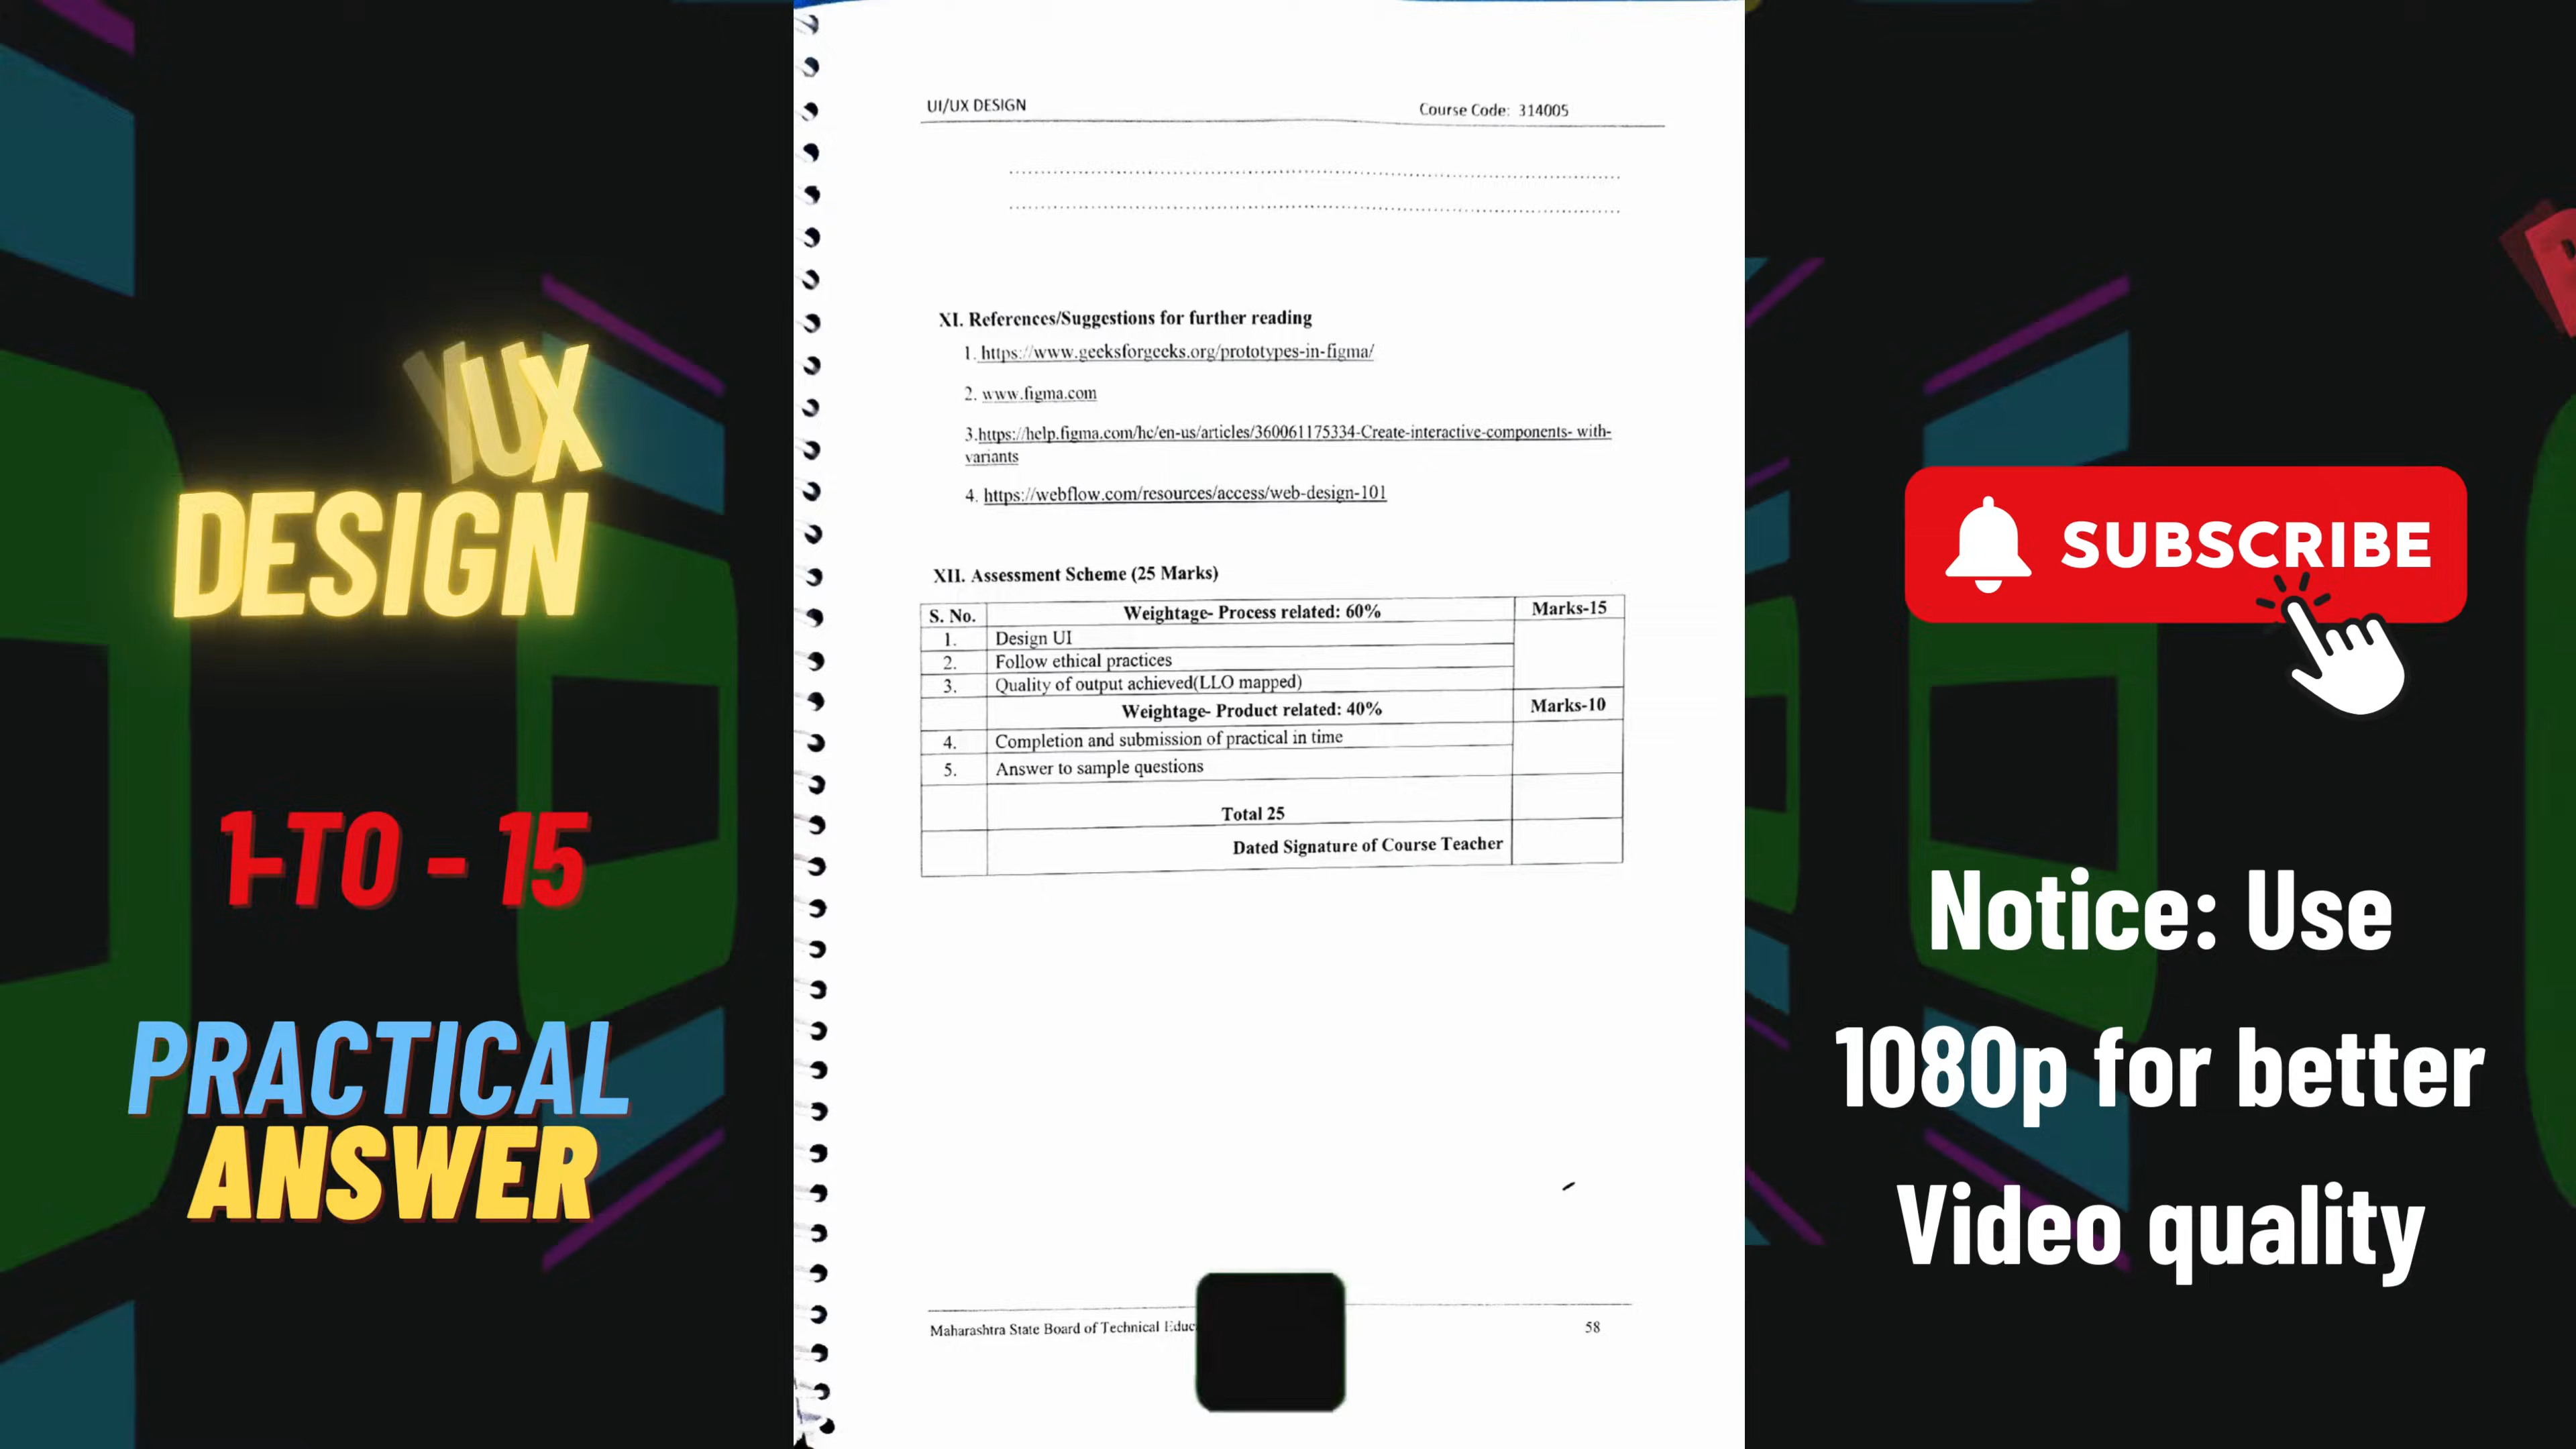 UX
DESIGN
1-TO - 15
PRACTICAL
ANSWER
UI/UX DESIGN
Course Code: 314005
XI. References/Suggestions for further reading
1. https://www.geeksforgeeks.org/prototypes-in-figma/
2. www.figma.com
3.https://help.figma.com/hc/en-us/articles/360061175334-Create-interactive-components- with-
variants
4. https://webflow.com/resources/access/web-design-101
XII. Assessment Scheme (25 Marks)
S. No. Weightage- Process related: 60% Marks-15
1. Design UI
2. Follow ethical practices
3. Quality of output achieved(LLO mapped)
Weightage- Product related: 40% Marks-10
4. Completion and submission of practical in time
5. Answer to sample questions
Total 25
Dated Signature of Course Teacher
Maharashtra State Board of Technical Educ
58
SUBSCRIBE
Notice: Use
1080p for better
Video quality